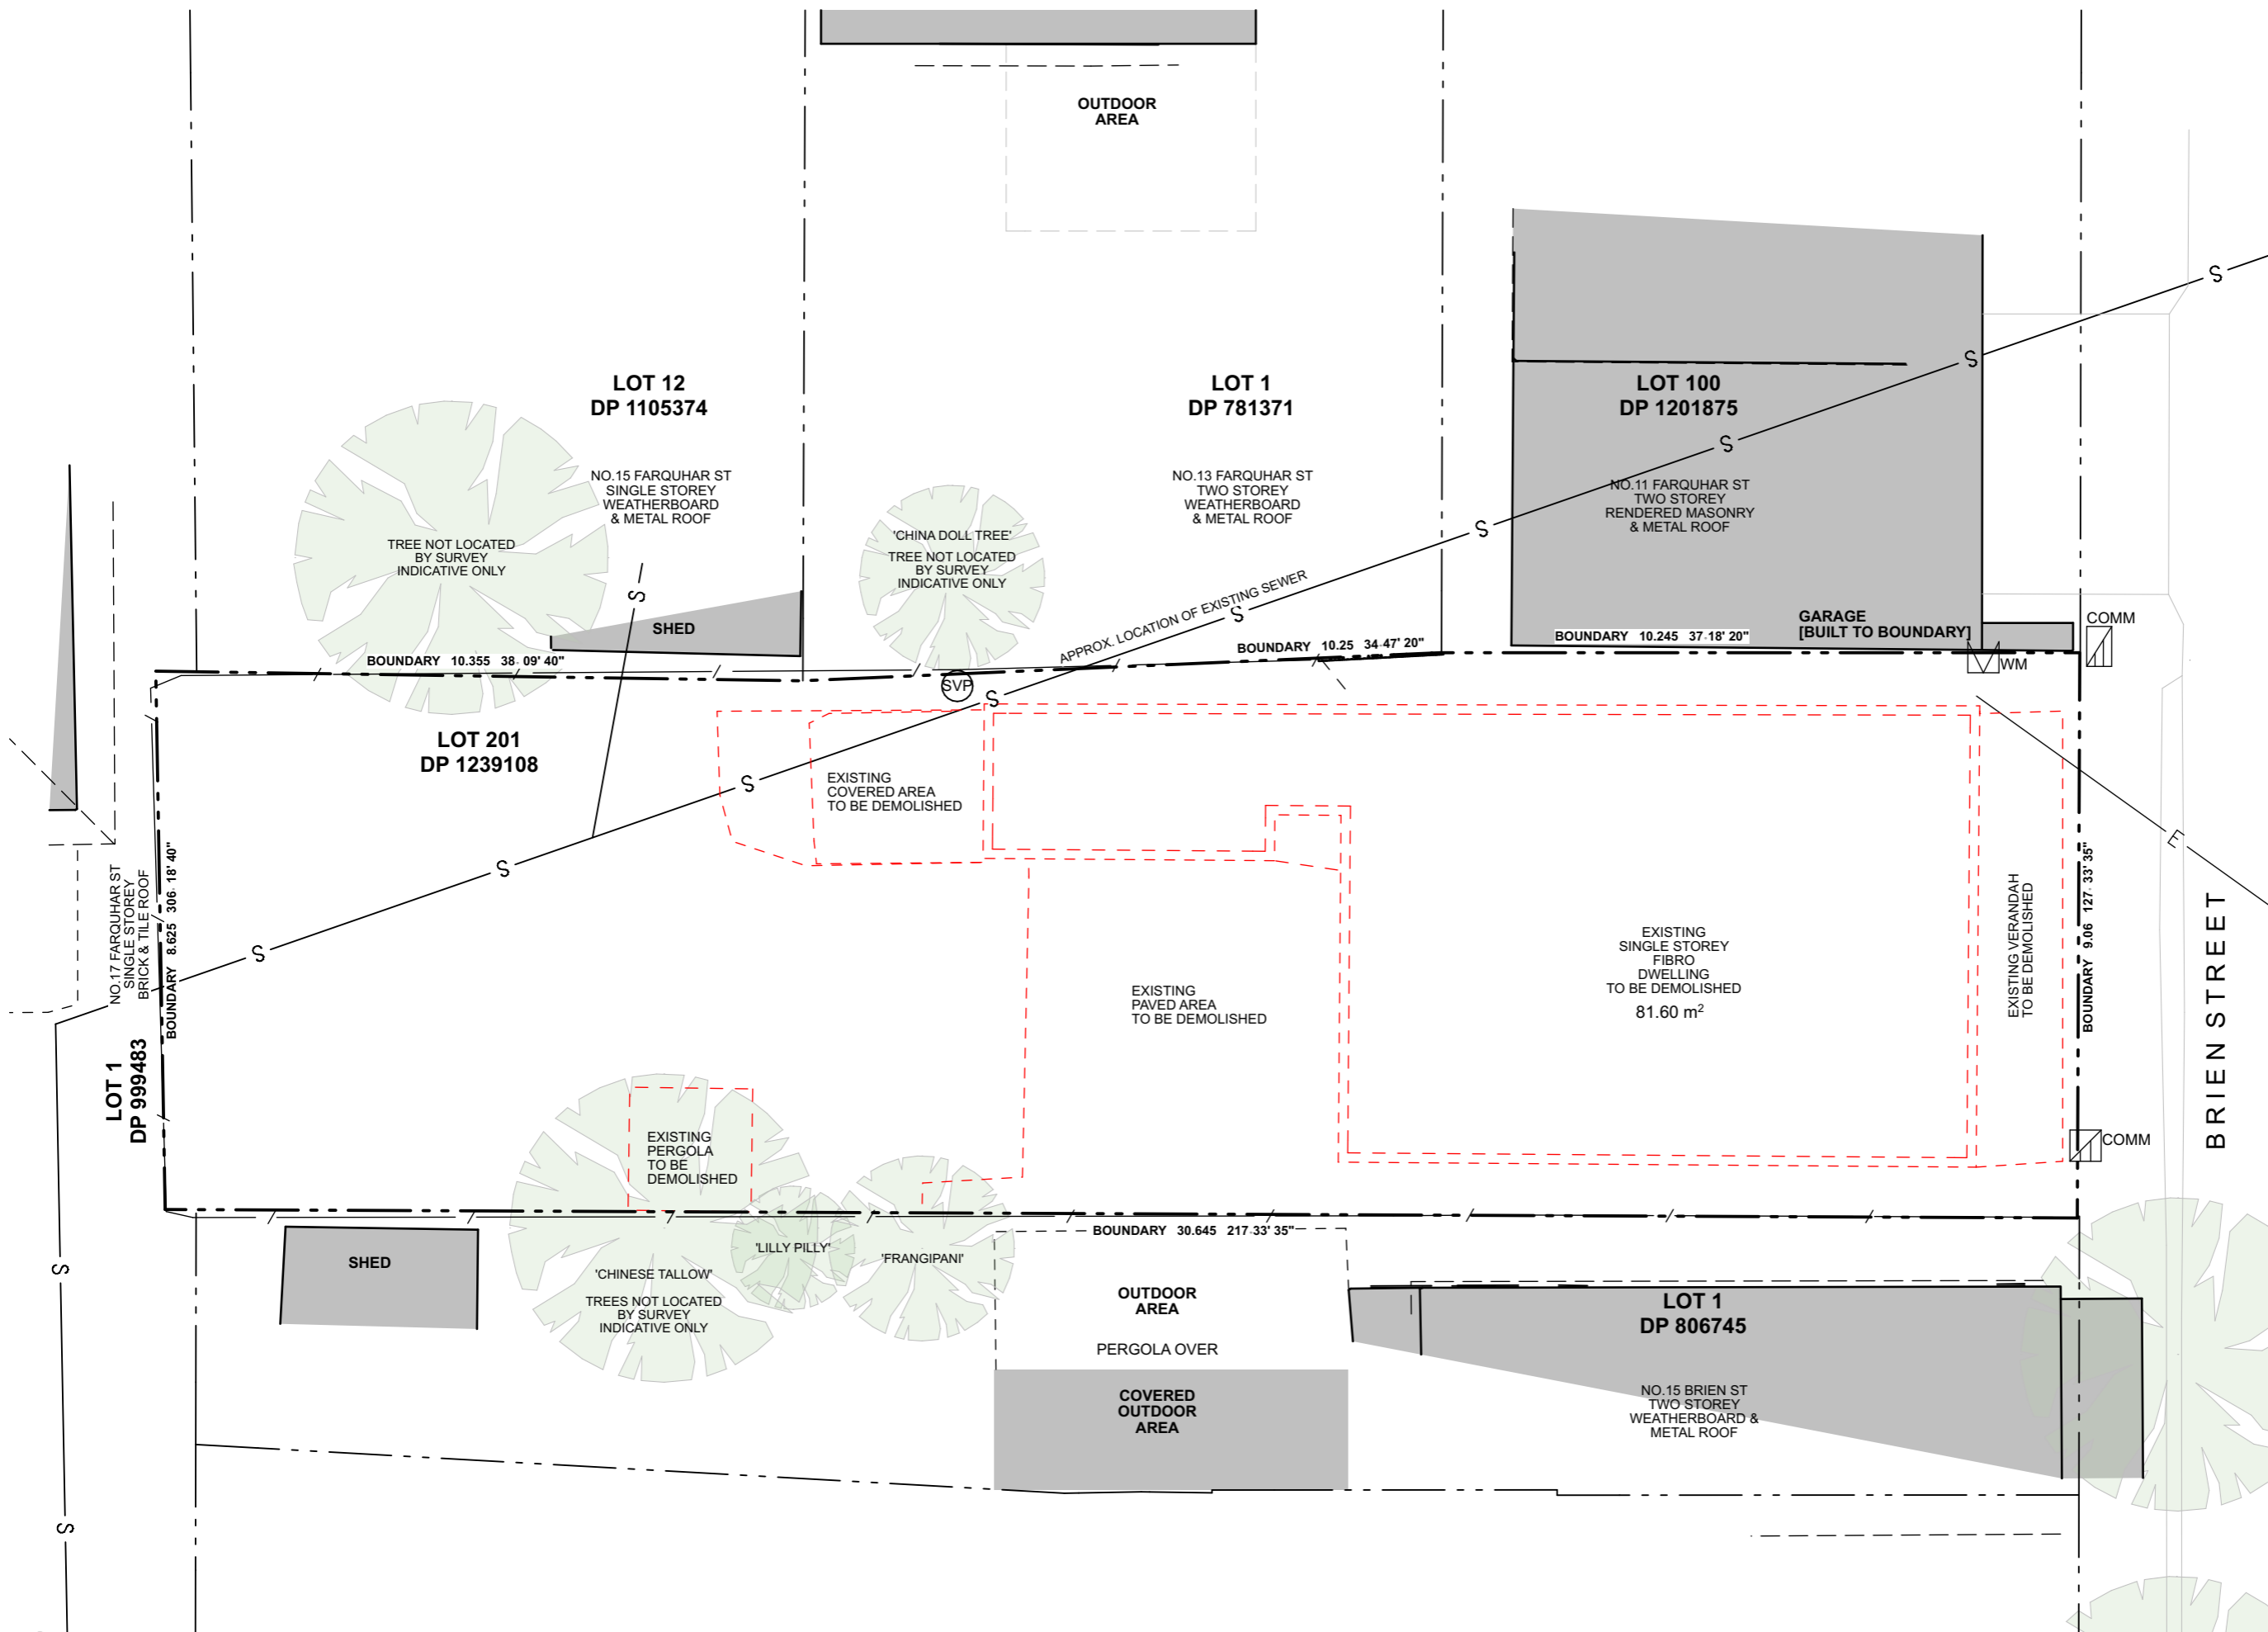 OUTDOOR
AREA
S
LOT 12
DP 1105374
LOT 1
DP 781371
LOT 100
DP 1201875
S
S
NO.15 FARQUHAR ST
SINGLE STOREY
WEATHERBOARD
& METAL ROOF
NO.13 FARQUHAR ST
TWO STOREY
WEATHERBOARD
& METAL ROOF
NO.11 FARQUHAR ST
TWO STOREY
RENDERED MASONRY
& METAL ROOF
S
TREE NOT LOCATED
BY SURVEY
INDICATIVE ONLY
'CHINA DOLL TREE'
TREE NOT LOCATED
BY SURVEY
INDICATIVE ONLY
S
APPROX. LOCATION OF EXISTING SEWER
S
SHED
GARAGE
[BUILT TO BOUNDARY]
COMM
BOUNDARY 10.355 38 09' 40"
BOUNDARY 10.25 34 47' 20"
BOUNDARY 10.245 37 18' 20"
WM
SVP
S
LOT 201
DP 1239108
EXISTING
COVERED AREA
TO BE DEMOLISHED
S
S
S
E
NO.17 FARQUHAR ST
SINGLE STOREY
BRICK & TILE ROOF
BOUNDARY 8.625 306 18' 40"
LOT 1
DP 999483
EXISTING
PAVED AREA
TO BE DEMOLISHED
EXISTING
SINGLE STOREY
FIBRO
DWELLING
TO BE DEMOLISHED
81.60 m²
EXISTING VERANDAH
TO BE DEMOLISHED
BOUNDARY 9.06 127 33' 35"
BRIEN STREET
COMM
EXISTING
PERGOLA
TO BE
DEMOLISHED
BOUNDARY 30.645 217 33' 35"
S
SHED
'LILLY PILLY'
'FRANGIPANI'
'CHINESE TALLOW'
TREES NOT LOCATED
BY SURVEY
INDICATIVE ONLY
OUTDOOR
AREA
PERGOLA OVER
COVERED
OUTDOOR
AREA
LOT 1
DP 806745
NO.15 BRIEN ST
TWO STOREY
WEATHERBOARD &
METAL ROOF
S